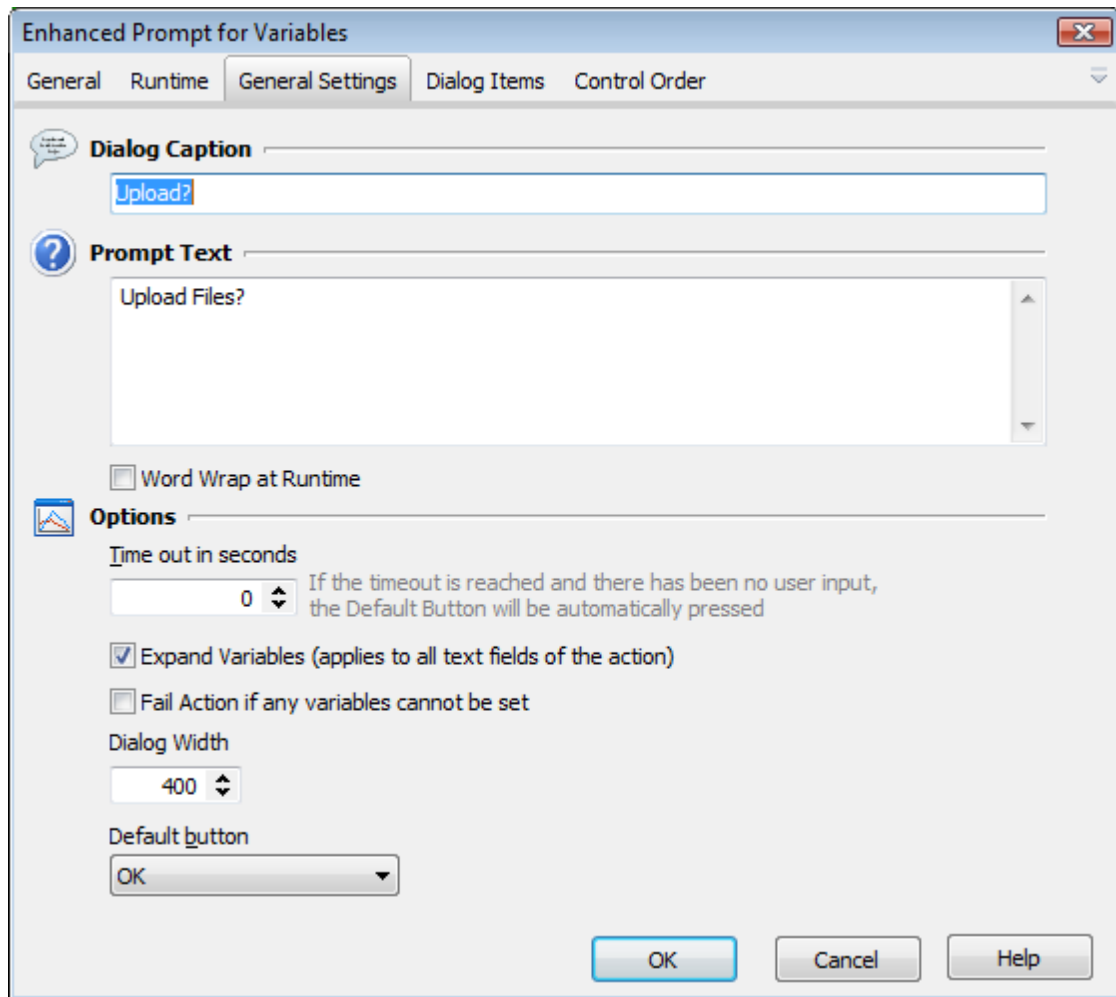 Enhanced Prompt for Variables
General Runtime General Settings Dialog Items Control Order
Dialog Caption
Upload?
Prompt Text
Upload Files?
Word Wrap at Runtime
Options
Time out in seconds
0
If the timeout is reached and there has been no user input,
the Default Button will be automatically pressed
Expand Variables (applies to all text fields of the action)
Fail Action if any variables cannot be set
Dialog Width
400
Default button
OK
OK Cancel Help